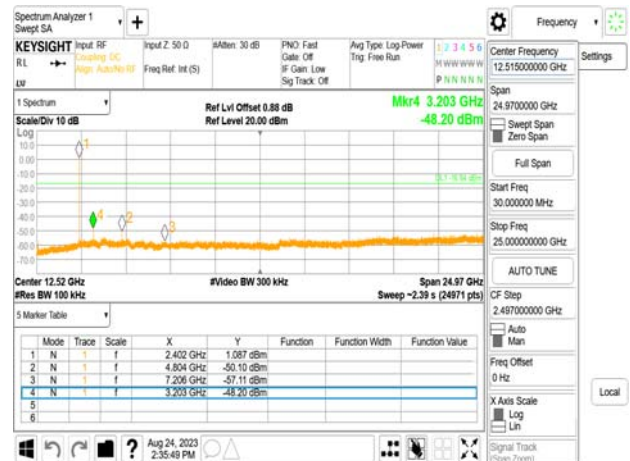 Spectrum Analyzer 1
Swept SA
Frequency
KEYSIGHT
Input: RF
Coupling: DC
Align: Auto/No RF
Input Z: 50 Ω
Freq Ref: Int (S)
#Atten: 30 dB
PNO: Fast
Gate: Off
IF Gain: Low
Sig Track: Off
Avg Type: Log-Power
Trig: Free Run
1 2 3 4 5 6
M W W W W W
P N N N N N
RL
1 Spectrum
Scale/Div 10 dB
Ref Lvl Offset 0.88 dB
Ref Level 20.00 dBm
Mkr4 3.203 GHz
-48.20 dBm
Log
10.0
0.00
-10.0
-20.0
-30.0
-40.0
-50.0
-60.0
-70.0
1
4
2
3
Center 12.52 GHz
#Res BW 100 kHz
#Video BW 300 kHz
Span 24.97 GHz
Sweep ~2.39 s (24971 pts)
5 Marker Table
Mode Trace Scale X Y Function Function Width Function Value
1 N 1 f 2.402 GHz 1.087 dBm
2 N 1 f 4.804 GHz -50.10 dBm
3 N 1 f 7.206 GHz -57.11 dBm
4 N 1 f 3.203 GHz -48.20 dBm
5
6
Aug 24, 2023
2:35:49 PM
Center Frequency
12.515000000 GHz
Settings
Span
24.9700000 GHz
Swept Span
Zero Span
Full Span
Start Freq
30.000000 MHz
Stop Freq
25.000000000 GHz
AUTO TUNE
CF Step
2.497000000 GHz
Auto
Man
Freq Offset
0 Hz
X Axis Scale
Log
Lin
Local
Signal Track
(Span Zoom)